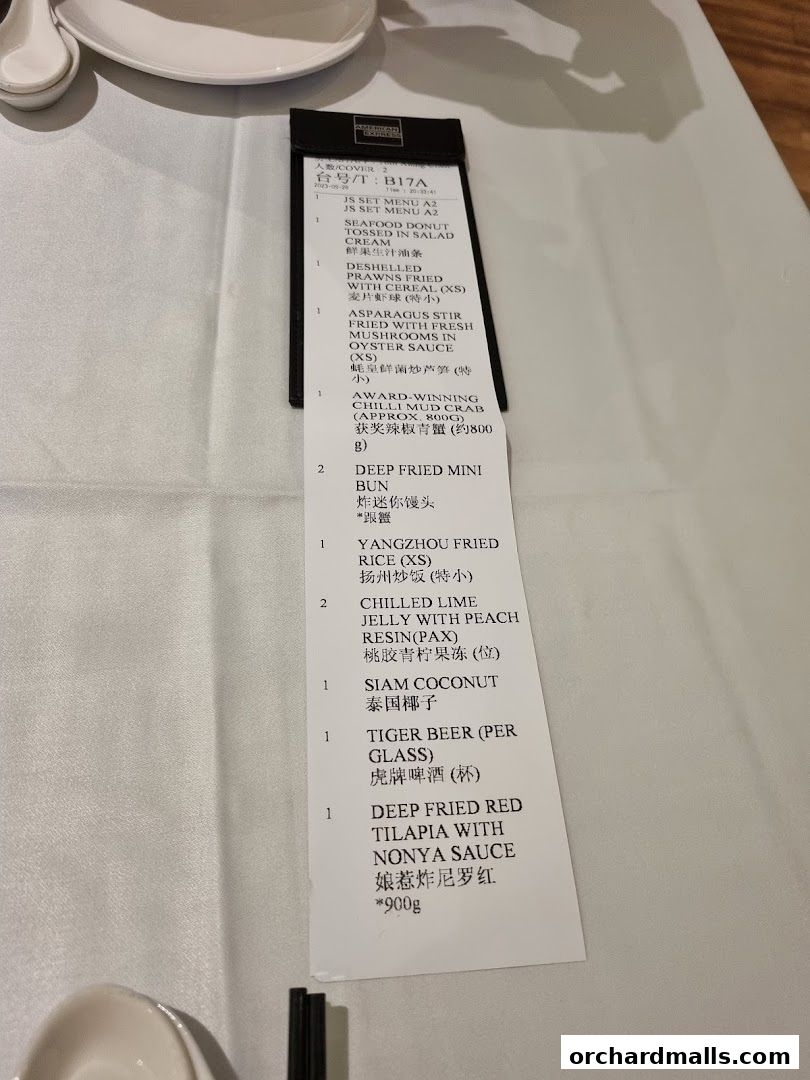 AMERICAN
EXPRESS
人数/COVER 2
台号/T : B17A
2023-09-29 Time : 20:33:41
1 JS SET MENU A2
JS SET MENU A2
1 SEAFOOD DONUT
TOSSED IN SALAD
CREAM
鲜果生汁油条
1 DESHELLED
PRAWNS FRIED
WITH CEREAL (XS)
麦片虾球 (特小)
1 ASPARAGUS STIR
FRIED WITH FRESH
MUSHROOMS IN
OYSTER SAUCE
(XS)
蚝皇鲜菌炒芦笋 (特
小)
1 AWARD-WINNING
CHILLI MUD CRAB
(APPROX. 800G)
获奖辣椒青蟹 (约800
g)
2 DEEP FRIED MINI
BUN
炸迷你馒头
*跟蟹
1 YANGZHOU FRIED
RICE (XS)
扬州炒饭 (特小)
2 CHILLED LIME
JELLY WITH PEACH
RESIN(PAX)
桃胶青柠果冻 (位)
1 SIAM COCONUT
泰国椰子
1 TIGER BEER (PER
GLASS)
虎牌啤酒 (杯)
1 DEEP FRIED RED
TILAPIA WITH
NONYA SAUCE
娘惹炸尼罗红
*900g
orchardmalls.com